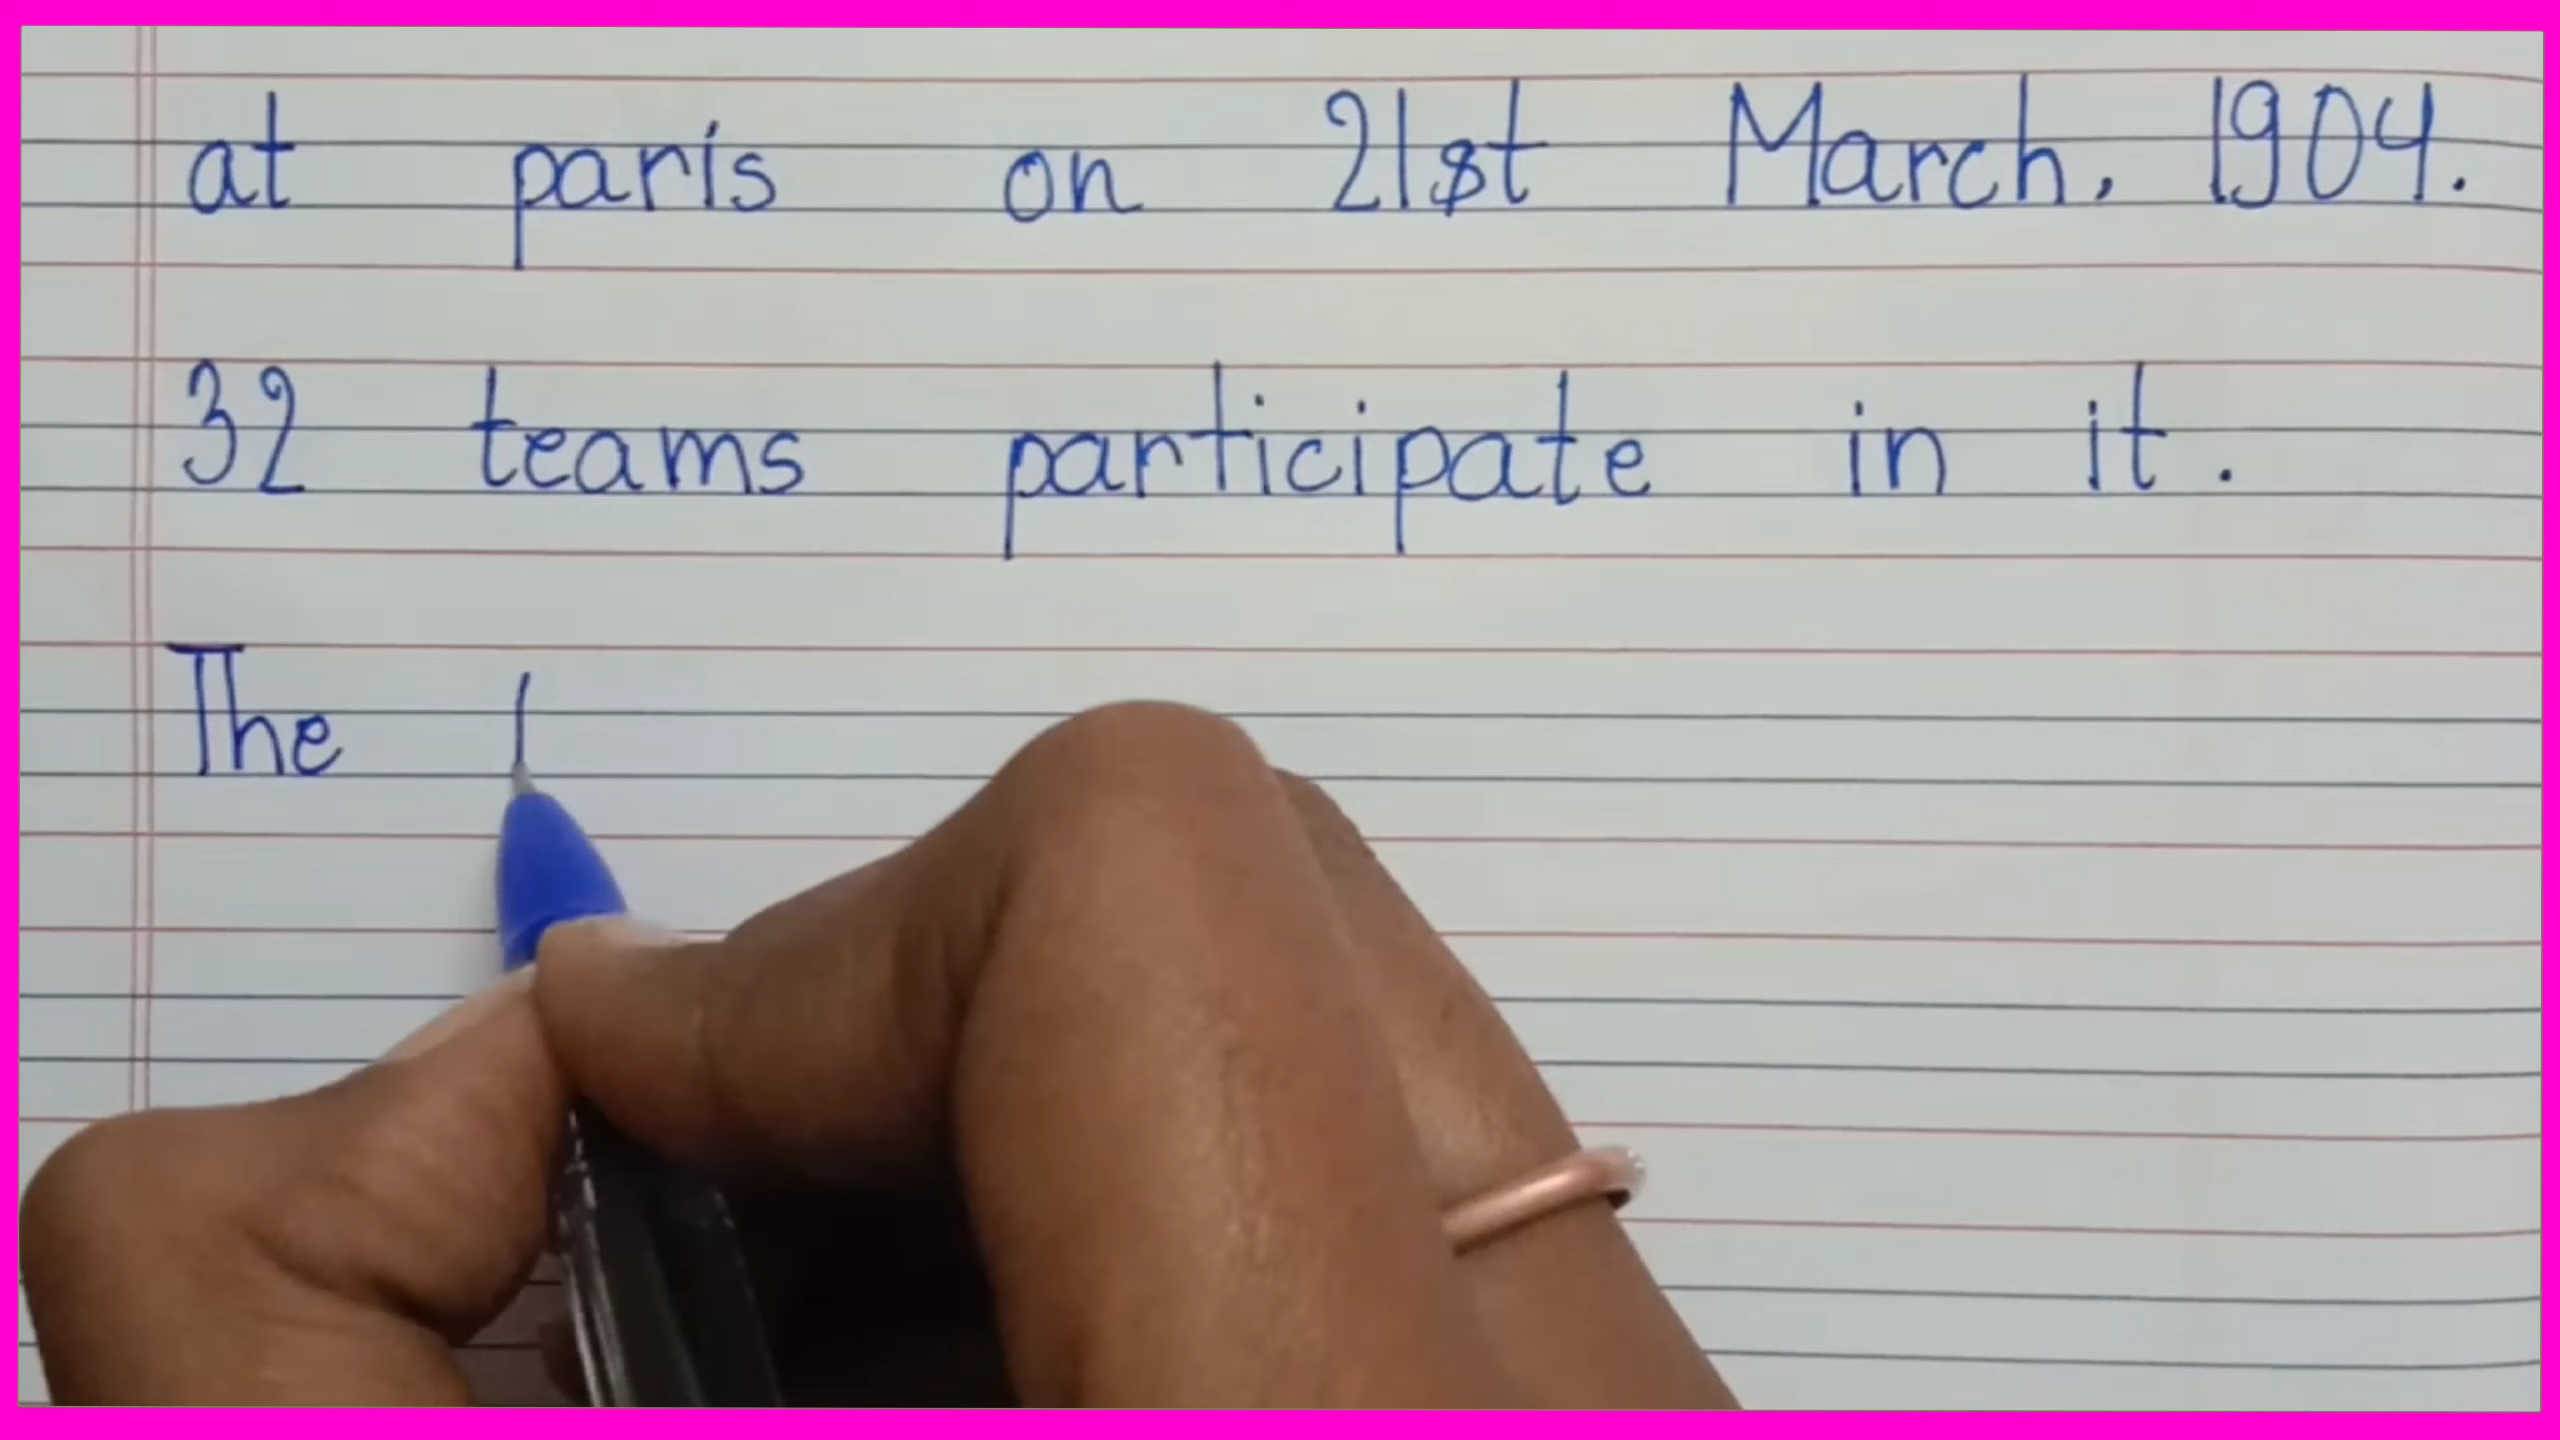 at paris on 21st March, 1904.
32 teams participate in it.
The